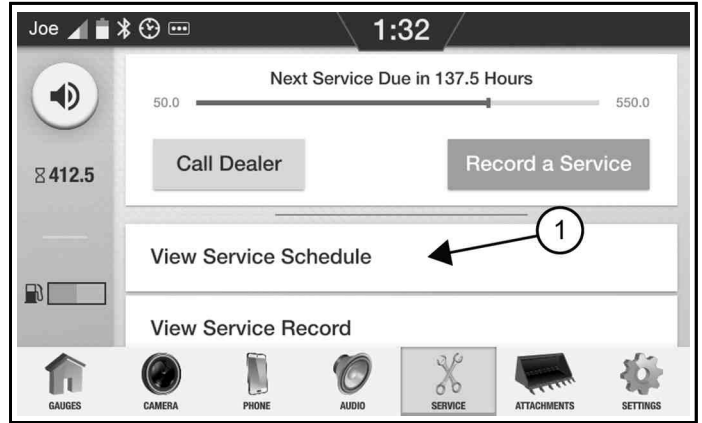 Joe 1:32
Next Service Due in 137.5 Hours
50.0 550.0
Call Dealer Record a Service
412.5
1
View Service Schedule
View Service Record
GAUGES CAMERA PHONE AUDIO SERVICE ATTACHMENTS SETTINGS